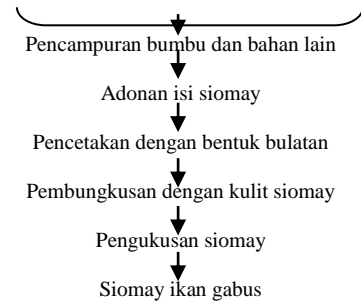 Pencampuran bumbu dan bahan lain
Adonan isi siomay
Pencetakan dengan bentuk bulatan
Pembungkusan dengan kulit siomay
Pengukusan siomay
Siomay ikan gabus